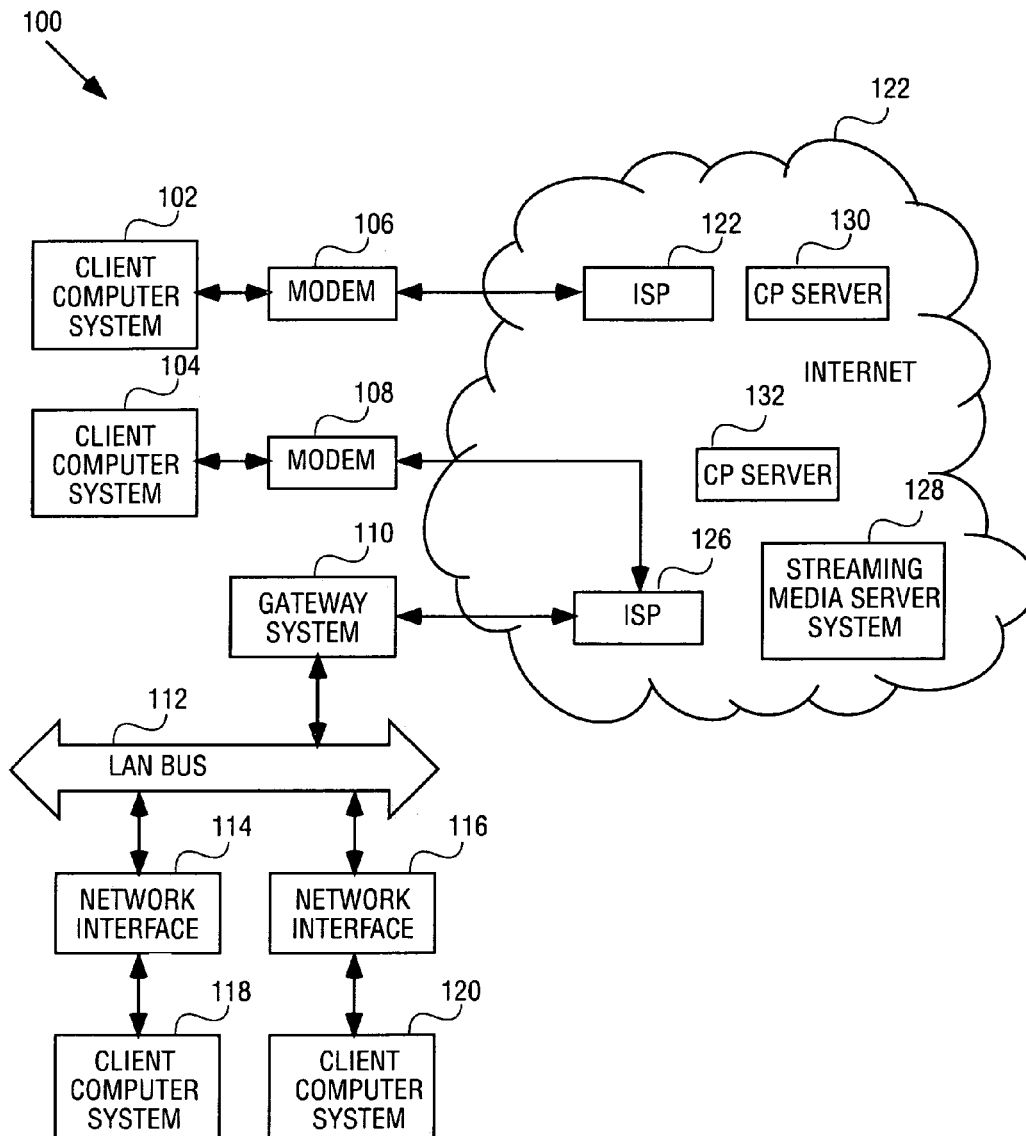 100
122
102
106
122
130
CLIENT
COMPUTER
SYSTEM
MODEM
ISP
CP SERVER
INTERNET
104
108
132
CLIENT
COMPUTER
SYSTEM
MODEM
CP SERVER
128
110
126
STREAMING
MEDIA SERVER
SYSTEM
GATEWAY
SYSTEM
ISP
112
LAN BUS
114
116
NETWORK
INTERFACE
NETWORK
INTERFACE
118
120
CLIENT
COMPUTER
SYSTEM
CLIENT
COMPUTER
SYSTEM